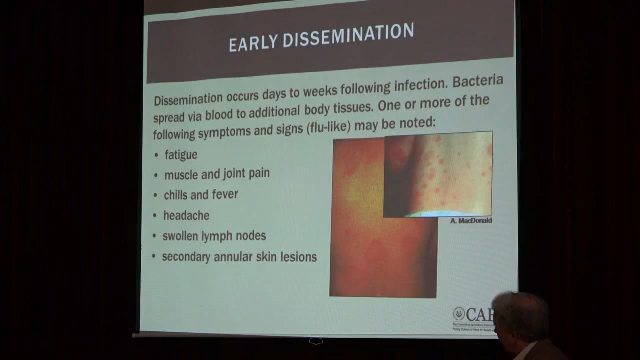 EARLY DISSEMINATION
Dissemination occurs days to weeks following infection. Bacteria
spread via blood to additional body tissues. One or more of the
following symptoms and signs (flu-like) may be noted:
• fatigue
• muscle and joint pain
• chills and fever
• headache
• swollen lymph nodes
• secondary annular skin lesions
A. MacDonald